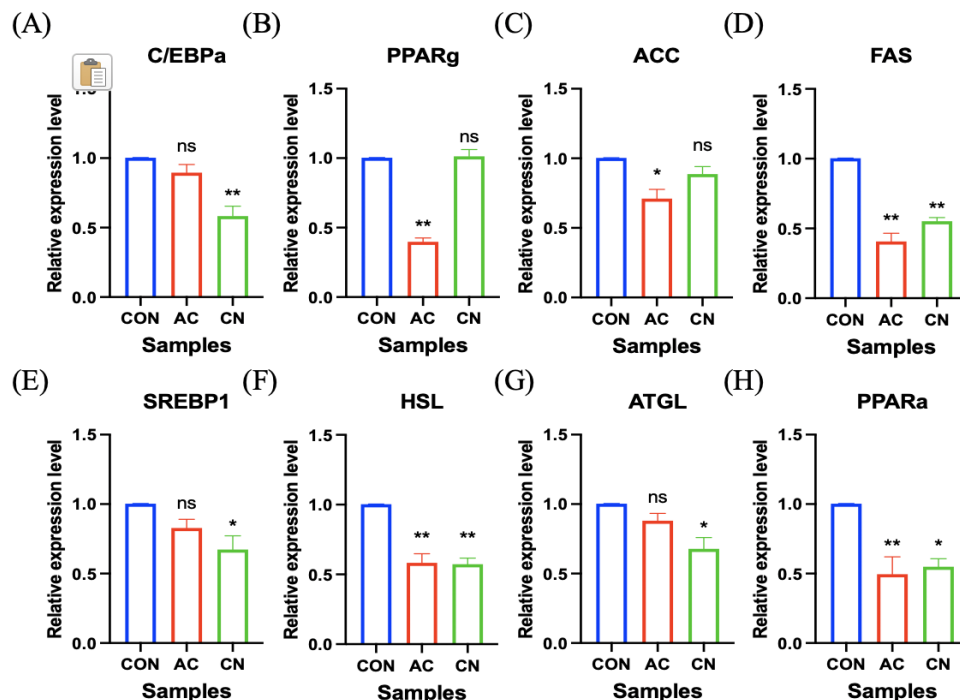 (A)
C/EBPa
Relative expression level
1.0
0.5
0.0
ns
**
CON AC CN
Samples
(B)
PPARg
Relative expression level
1.5
1.0
0.5
0.0
**
ns
CON AC CN
Samples
(C)
ACC
Relative expression level
1.5
1.0
0.5
0.0
*
ns
CON AC CN
Samples
(D)
FAS
Relative expression level
1.5
1.0
0.5
0.0
**
**
CON AC CN
Samples
(E)
SREBP1
Relative expression level
1.5
1.0
0.5
0.0
ns
*
CON AC CN
Samples
(F)
HSL
Relative expression level
1.5
1.0
0.5
0.0
**
**
CON AC CN
Samples
(G)
ATGL
Relative expression level
1.5
1.0
0.5
0.0
ns
*
CON AC CN
Samples
(H)
PPARa
Relative expression level
1.5
1.0
0.5
0.0
**
*
CON AC CN
Samples